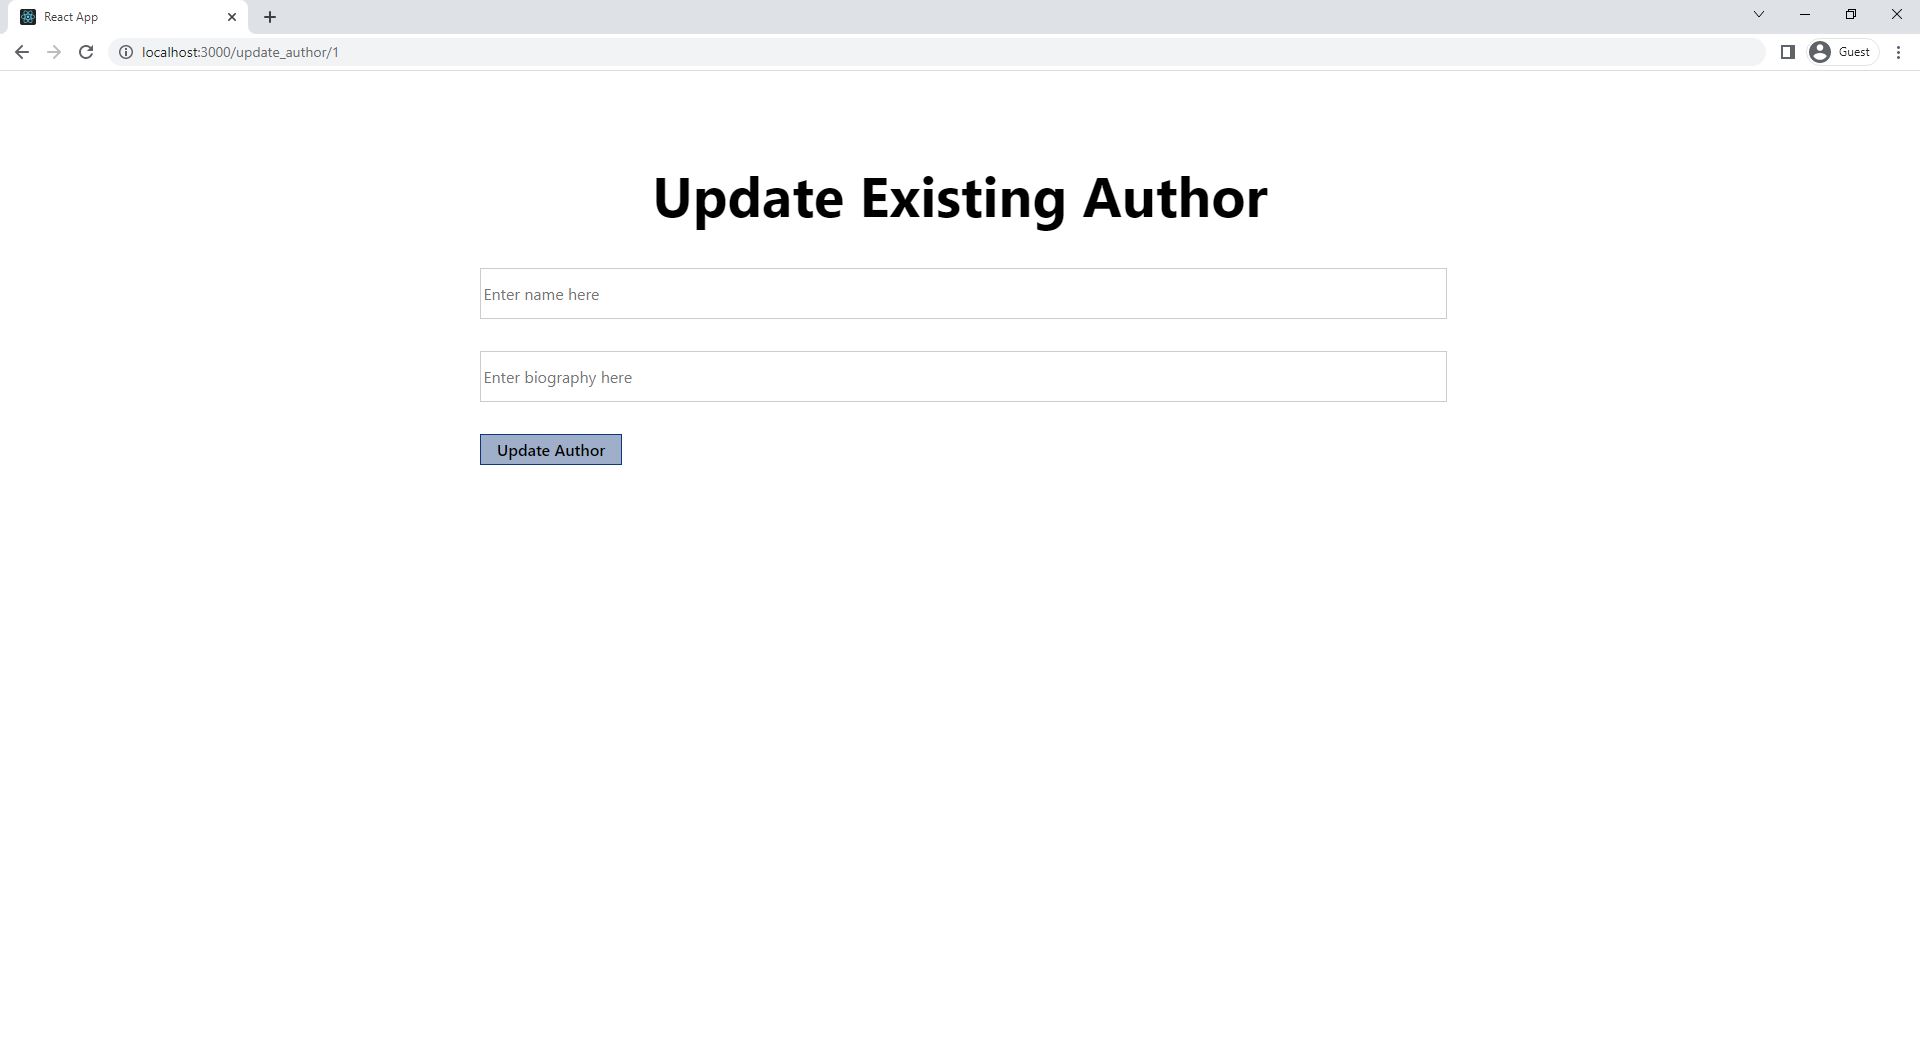 React App
localhost:3000/update_author/1
Guest
Update Existing Author
Enter name here
Enter biography here
Update Author